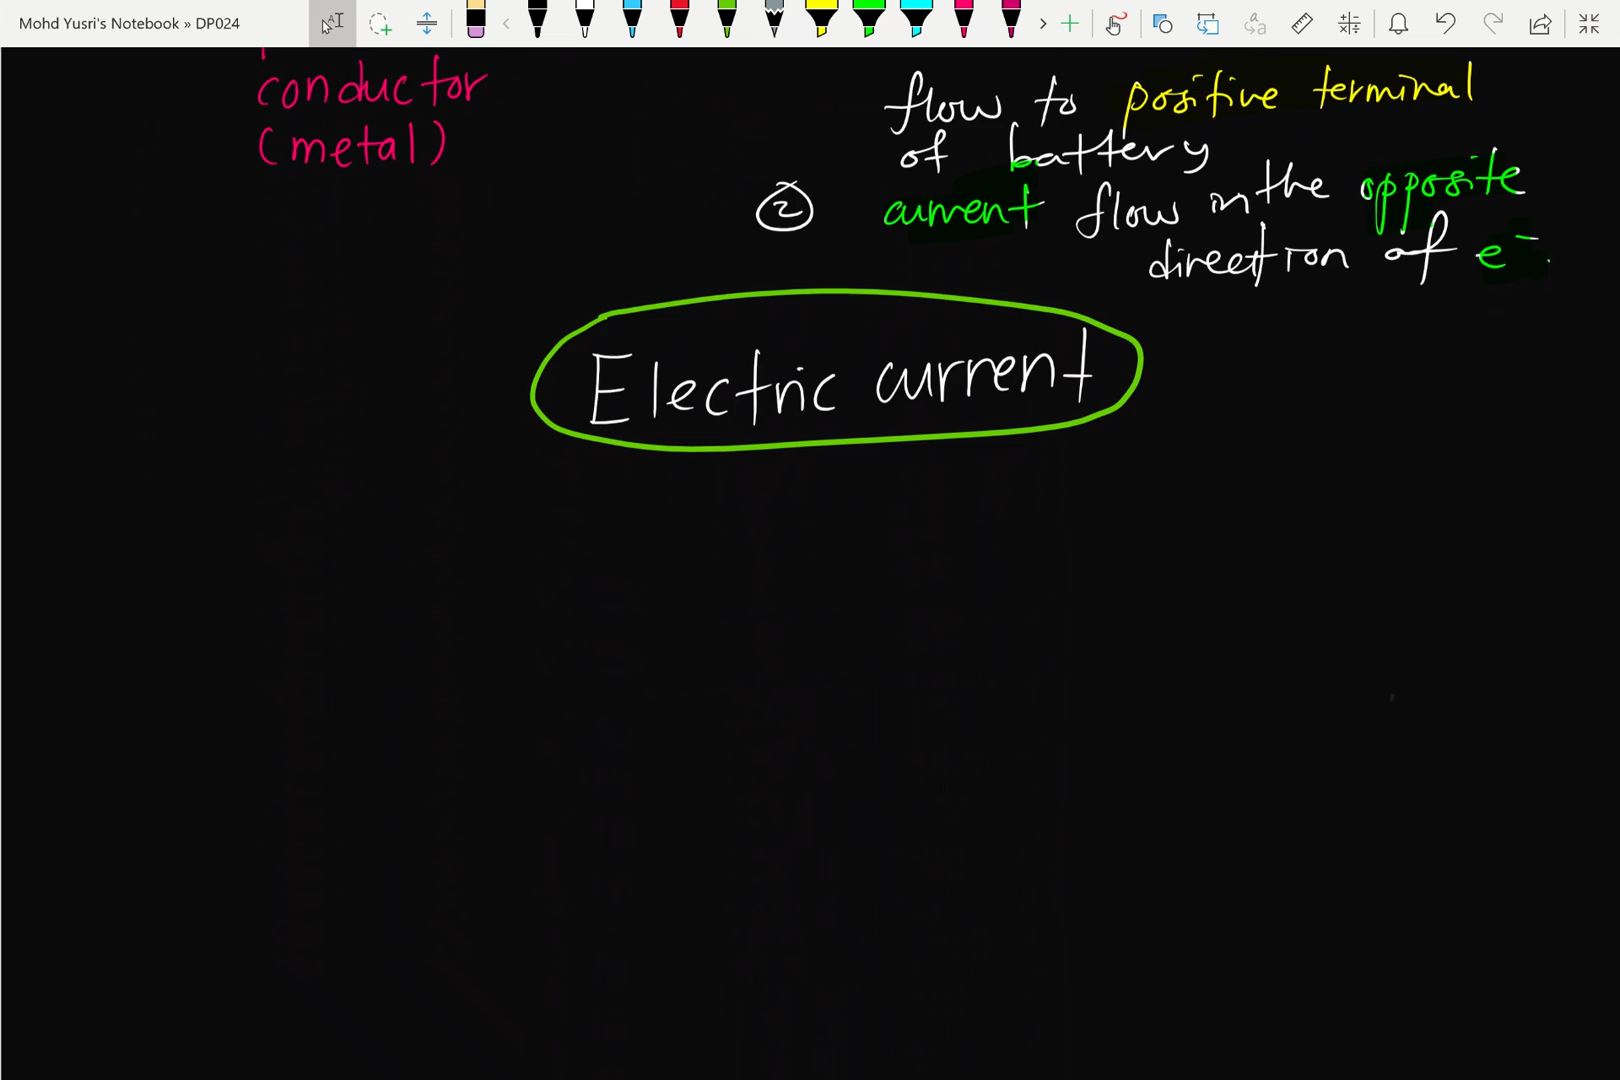 Mohd Yusri's Notebook » DP024
conductor
(metal)
flow to positive terminal
of battery
② current flow in the opposite
direction of e⁻.
Electric current